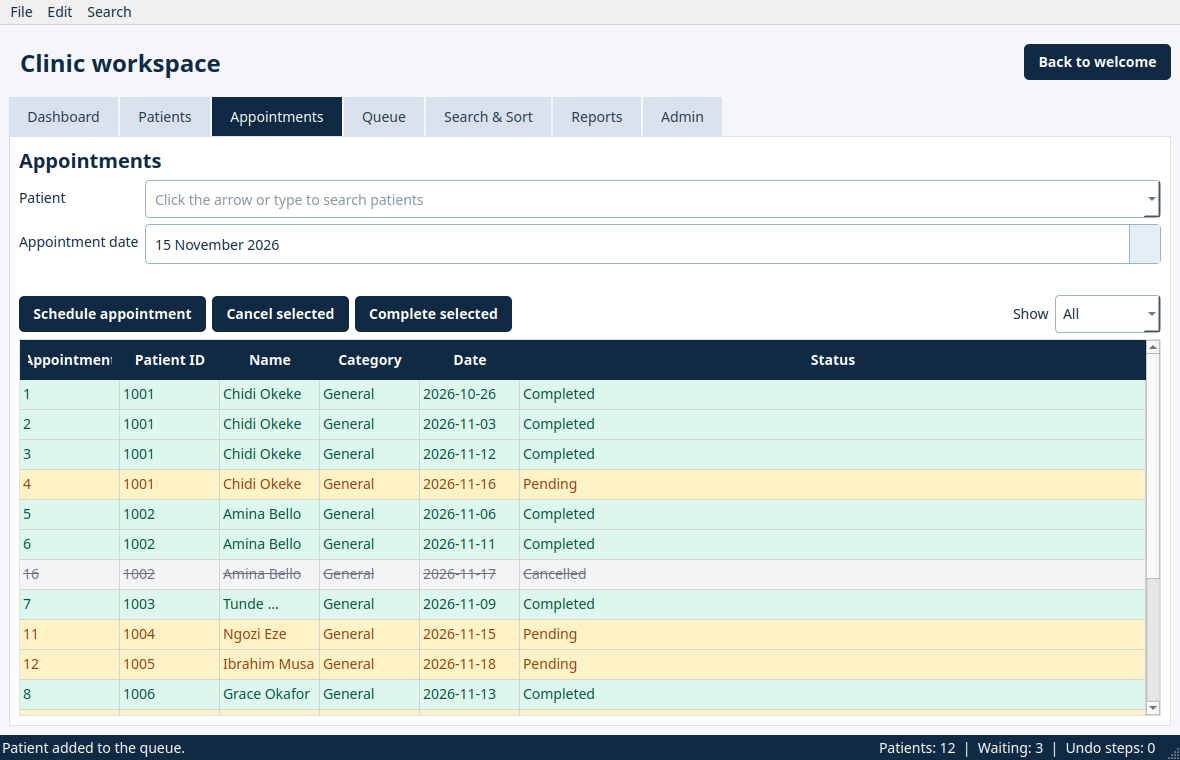 File Edit Search
Clinic workspace
Back to welcome
Dashboard Patients Appointments Queue Search & Sort Reports Admin
Appointments
Patient Click the arrow or type to search patients
Appointment date 15 November 2026
Schedule appointment Cancel selected Complete selected Show All
Appointment Patient ID Name Category Date Status
1 1001 Chidi Okeke General 2026-10-26 Completed
2 1001 Chidi Okeke General 2026-11-03 Completed
3 1001 Chidi Okeke General 2026-11-12 Completed
4 1001 Chidi Okeke General 2026-11-16 Pending
5 1002 Amina Bello General 2026-11-06 Completed
6 1002 Amina Bello General 2026-11-11 Completed
16 1002 Amina Bello General 2026-11-17 Cancelled
7 1003 Tunde ... General 2026-11-09 Completed
11 1004 Ngozi Eze General 2026-11-15 Pending
12 1005 Ibrahim Musa General 2026-11-18 Pending
8 1006 Grace Okafor General 2026-11-13 Completed
Patient added to the queue. Patients: 12 | Waiting: 3 | Undo steps: 0